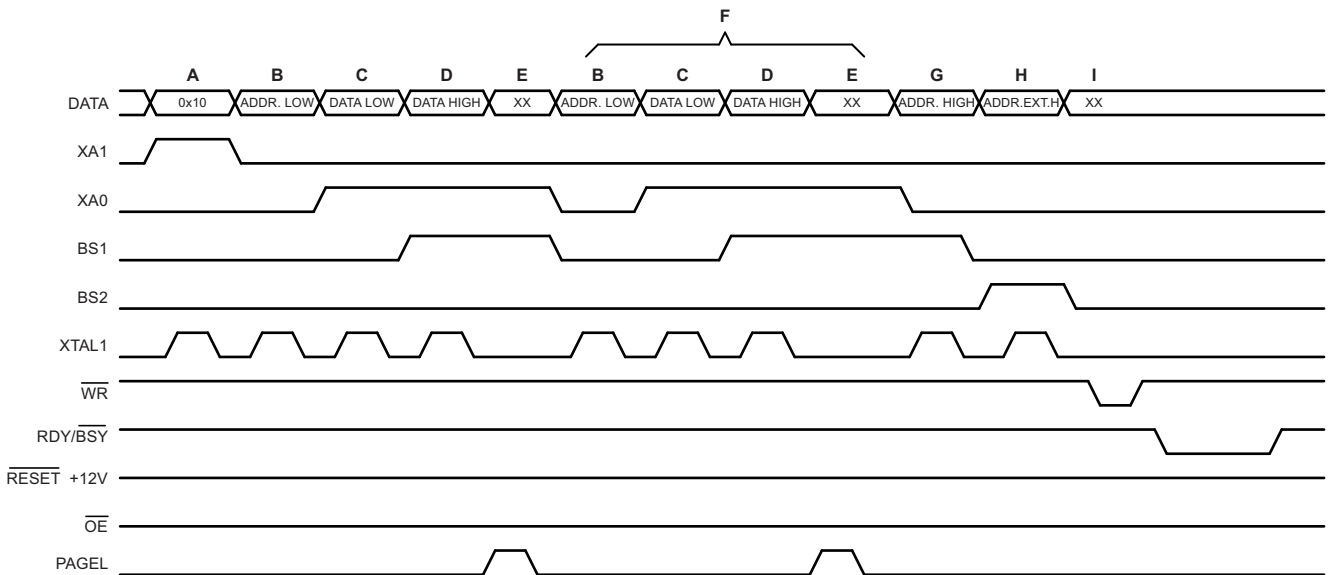 F
A B C D E B C D E G H I
DATA 0x10 ADDR. LOW DATA LOW DATA HIGH XX ADDR. LOW DATA LOW DATA HIGH XX ADDR. HIGH ADDR.EXT.H XX
XA1
XA0
BS1
BS2
XTAL1
WR
RDY/BSY
RESET +12V
OE
PAGEL